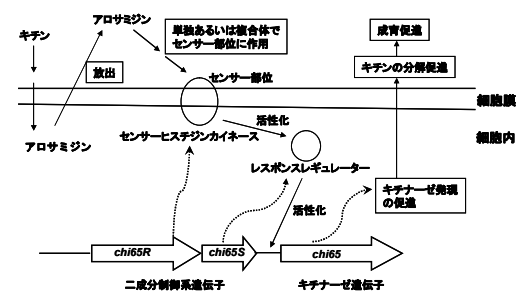 アロサミジン
キチン
単独あるいは複合体で
センサー部位に作用
成育促進
放出
キチンの分解促進
センサー部位
細胞膜
活性化
細胞内
センサーヒスチジンカイネース
アロサミジン
レスポンスレギュレーター
キチナーゼ発現
の促進
活性化
chi65R
chi65S
chi65
二成分制御系遺伝子
キチナーゼ遺伝子